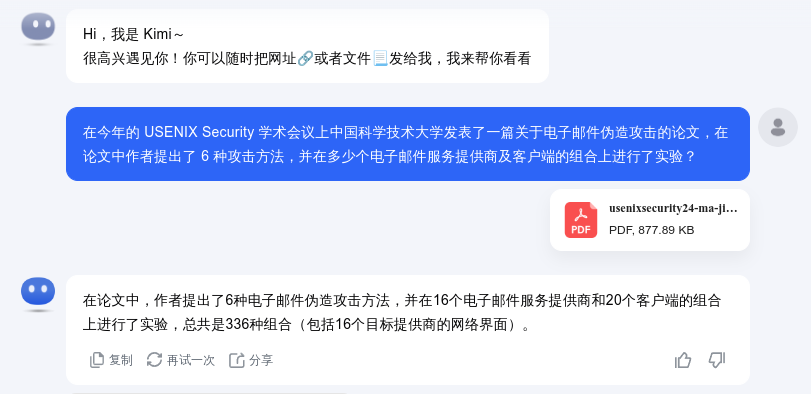 Hi，我是 Kimi～
很高兴遇见你！你可以随时把网址🔗或者文件📃发给我，我来帮你看看
在今年的 USENIX Security 学术会议上中国科学技术大学发表了一篇关于电子邮件伪造攻击的论文，在
论文中作者提出了 6 种攻击方法，并在多少个电子邮件服务提供商及客户端的组合上进行了实验？
usenixsecurity24-ma-ji...
PDF
PDF, 877.89 KB
在论文中，作者提出了6种电子邮件伪造攻击方法，并在16个电子邮件服务提供商和20个客户端的组合
上进行了实验，总共是336种组合（包括16个目标提供商的网络界面）。
复制 再试一次 分享